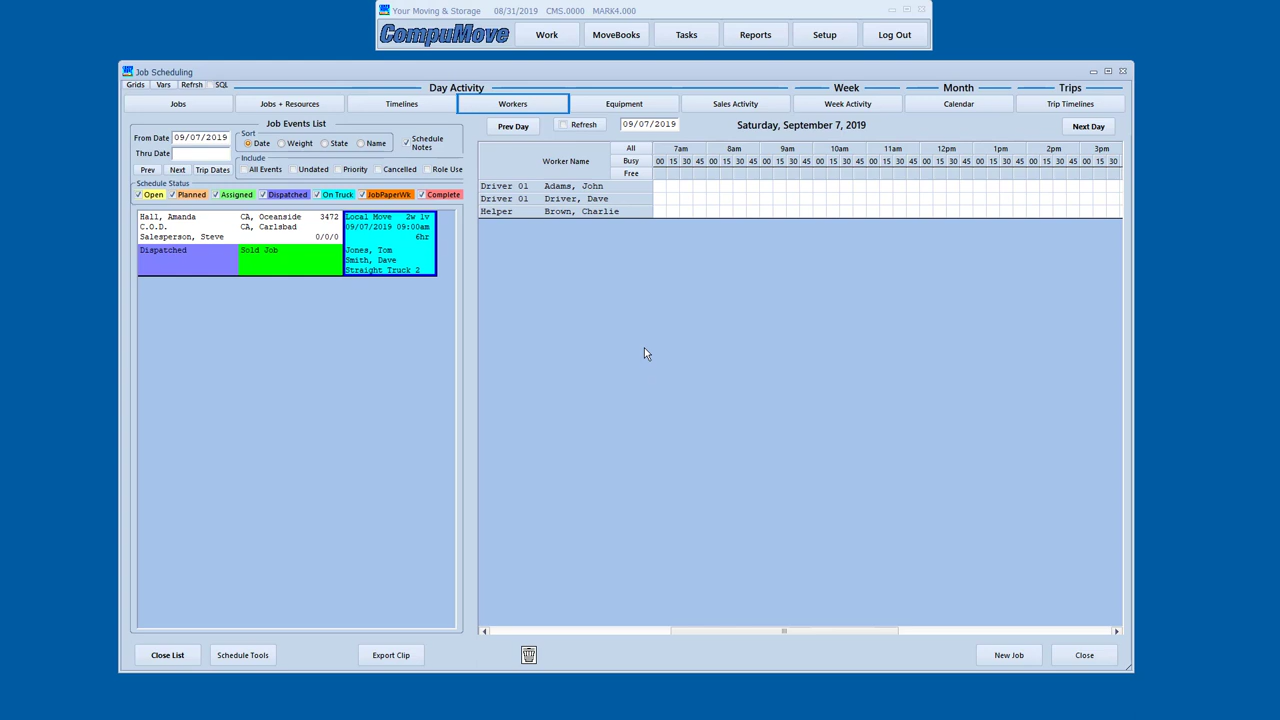 Your Moving & Storage 08/31/2019 CMS.0000 MARK4.000
CompuMove Work MoveBooks Tasks Reports Setup Log Out
Job Scheduling
Grids Vars Refrsh SQL
Day Activity Week Month Trips
Jobs Jobs + Resources Timelines Workers Equipment Sales Activity Week Activity Calendar Trip Timelines
Job Events List
From Date 09/07/2019
Thru Date
Prev Next Trip Dates
Sort
Date Weight State Name
Schedule Notes
Include
All Events Undated Priority Cancelled Role Use
Schedule Status
Open Planned Assigned Dispatched On Truck JobPaperWk Complete
Hall, Amanda CA, Oceanside 3472 Local Move 2w 1v
C.O.D. CA, Carlsbad 09/07/2019 09:00am
Salesperson, Steve 0/0/0 6hr
Dispatched Sold Job Jones, Tom
Smith, Dave
Straight Truck 2
Prev Day Refresh 09/07/2019 Saturday, September 7, 2019 Next Day
All 7am 8am 9am 10am 11am 12pm 1pm 2pm 3pm
Worker Name Busy 00 15 30 45 00 15 30 45 00 15 30 45 00 15 30 45 00 15 30 45 00 15 30 45 00 15 30 45 00 15 30 45 00 15 30
Free
Driver 01 Adams, John
Driver 01 Driver, Dave
Helper Brown, Charlie
Close List Schedule Tools Export Clip New Job Close